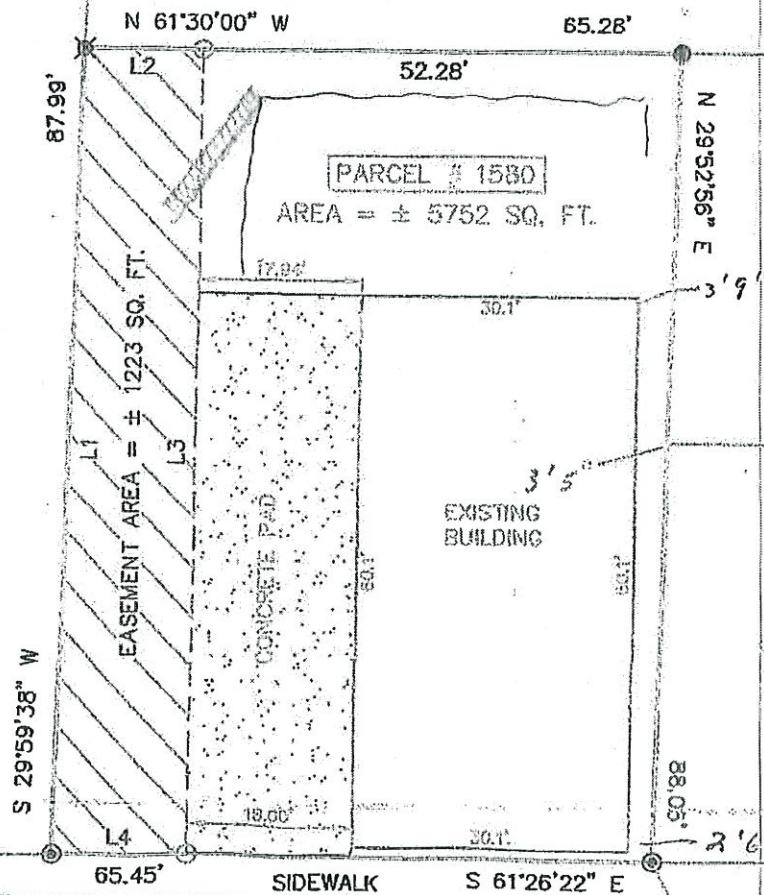 N 61°30'00" W
65.28'
L2
52.28'
87.99'
N 29°52'56" E
PARCEL # 1580
AREA = ± 5752 SQ. FT.
17.94'
30.1'
3'9"
EASEMENT AREA = ± 1223 SQ. FT.
L1
L3
CONCRETE PAD
60.1'
EXISTING
BUILDING
60.1'
S 29°59'38" W
88.05'
18.00'
30.1'
2'6
L4
65.45'
SIDEWALK
S 61°26'22" E